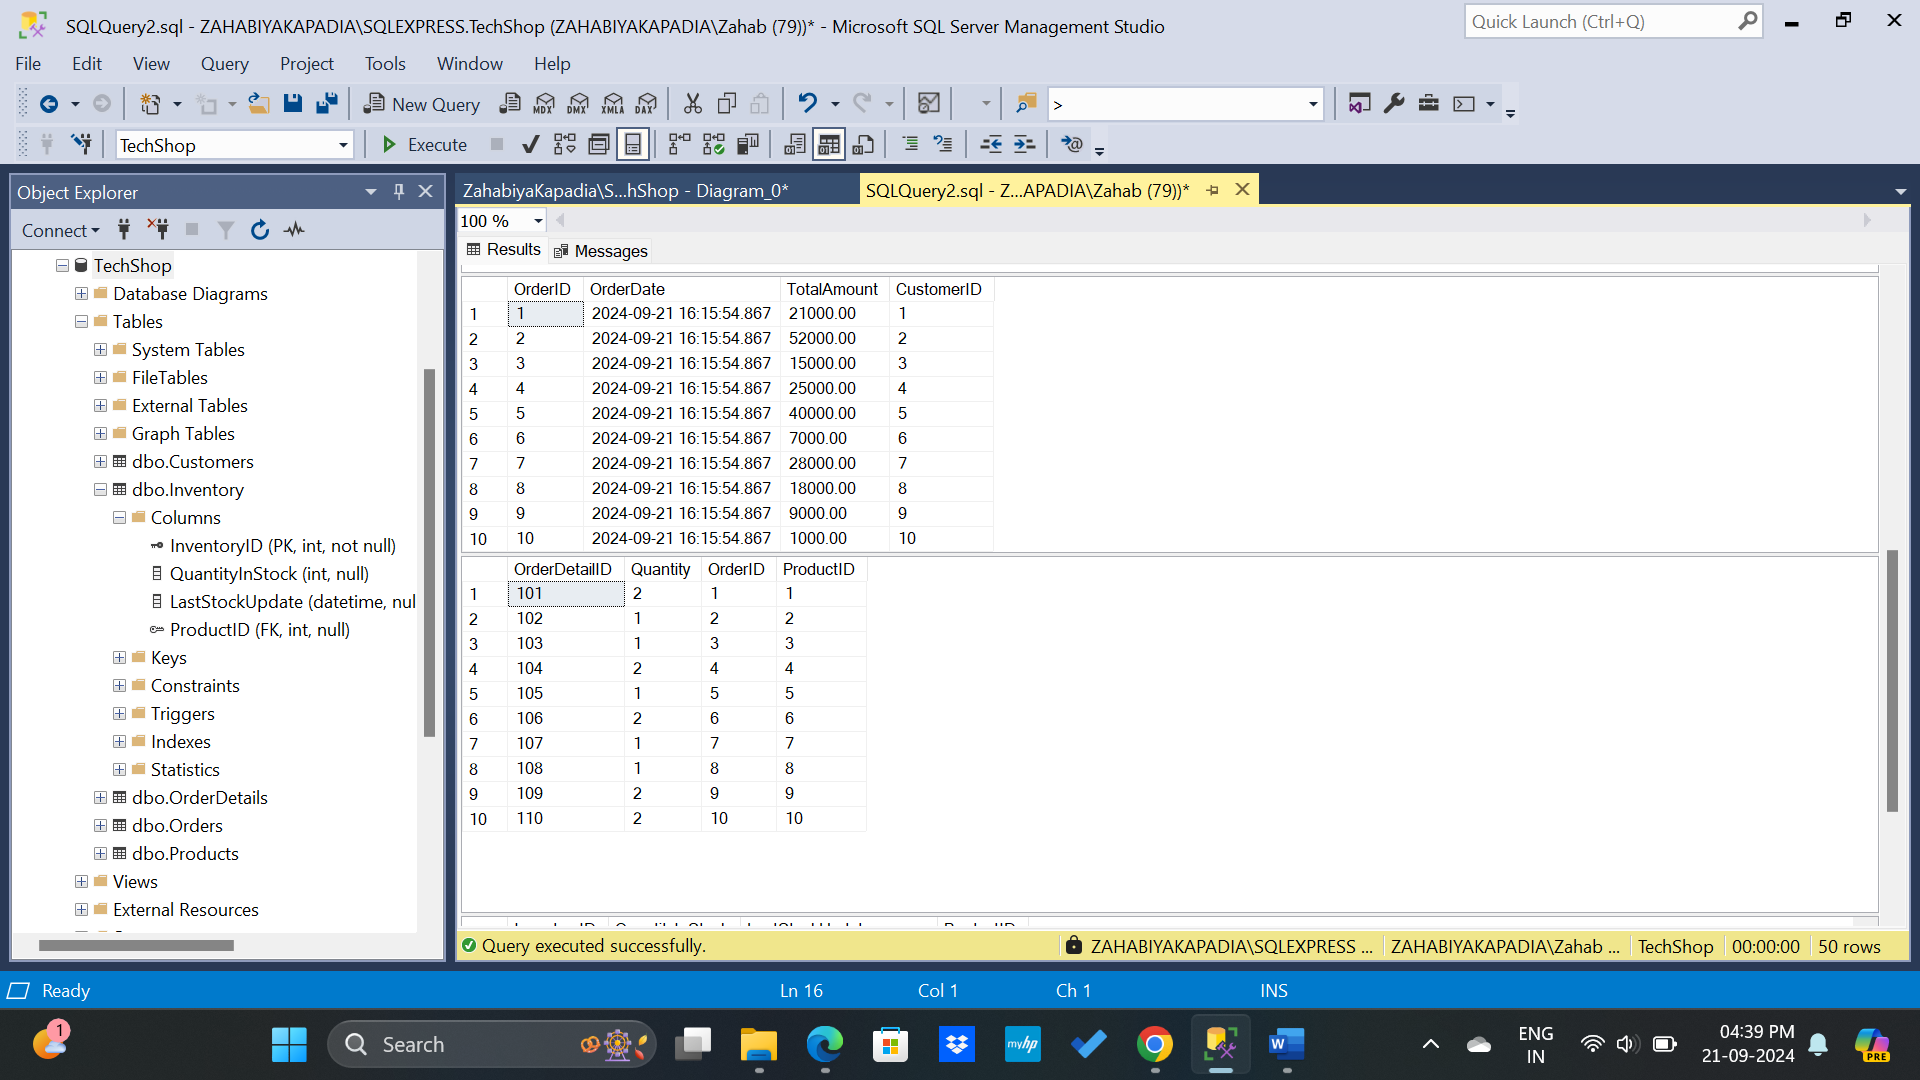 SQLQuery2.sql - ZAHABIYAKAPADIA\SQLEXPRESS.TechShop (ZAHABIYAKAPADIA\Zahab (79))* - Microsoft SQL Server Management Studio
Quick Launch (Ctrl+Q)
File Edit View Query Project Tools Window Help
New Query MDX DMX XMLA DAX >
TechShop Execute
Object Explorer
ZahabiyaKapadia\S...hShop - Diagram_0* SQLQuery2.sql - Z...APADIA\Zahab (79))*
100 %
Connect
Results Messages
TechShop
Database Diagrams
Tables
System Tables
FileTables
External Tables
Graph Tables
dbo.Customers
dbo.Inventory
Columns
InventoryID (PK, int, not null)
QuantityInStock (int, null)
LastStockUpdate (datetime, nul
ProductID (FK, int, null)
Keys
Constraints
Triggers
Indexes
Statistics
dbo.OrderDetails
dbo.Orders
dbo.Products
Views
External Resources
OrderID OrderDate TotalAmount CustomerID
1 1 2024-09-21 16:15:54.867 21000.00 1
2 2 2024-09-21 16:15:54.867 52000.00 2
3 3 2024-09-21 16:15:54.867 15000.00 3
4 4 2024-09-21 16:15:54.867 25000.00 4
5 5 2024-09-21 16:15:54.867 40000.00 5
6 6 2024-09-21 16:15:54.867 7000.00 6
7 7 2024-09-21 16:15:54.867 28000.00 7
8 8 2024-09-21 16:15:54.867 18000.00 8
9 9 2024-09-21 16:15:54.867 9000.00 9
10 10 2024-09-21 16:15:54.867 1000.00 10
OrderDetailID Quantity OrderID ProductID
1 101 2 1 1
2 102 1 2 2
3 103 1 3 3
4 104 2 4 4
5 105 1 5 5
6 106 2 6 6
7 107 1 7 7
8 108 1 8 8
9 109 2 9 9
10 110 2 10 10
Query executed successfully. ZAHABIYAKAPADIA\SQLEXPRESS ... ZAHABIYAKAPADIA\Zahab ... TechShop 00:00:00 50 rows
Ready Ln 16 Col 1 Ch 1 INS
1
Search
myhp
W
ENG
IN
04:39 PM
21-09-2024
PRE